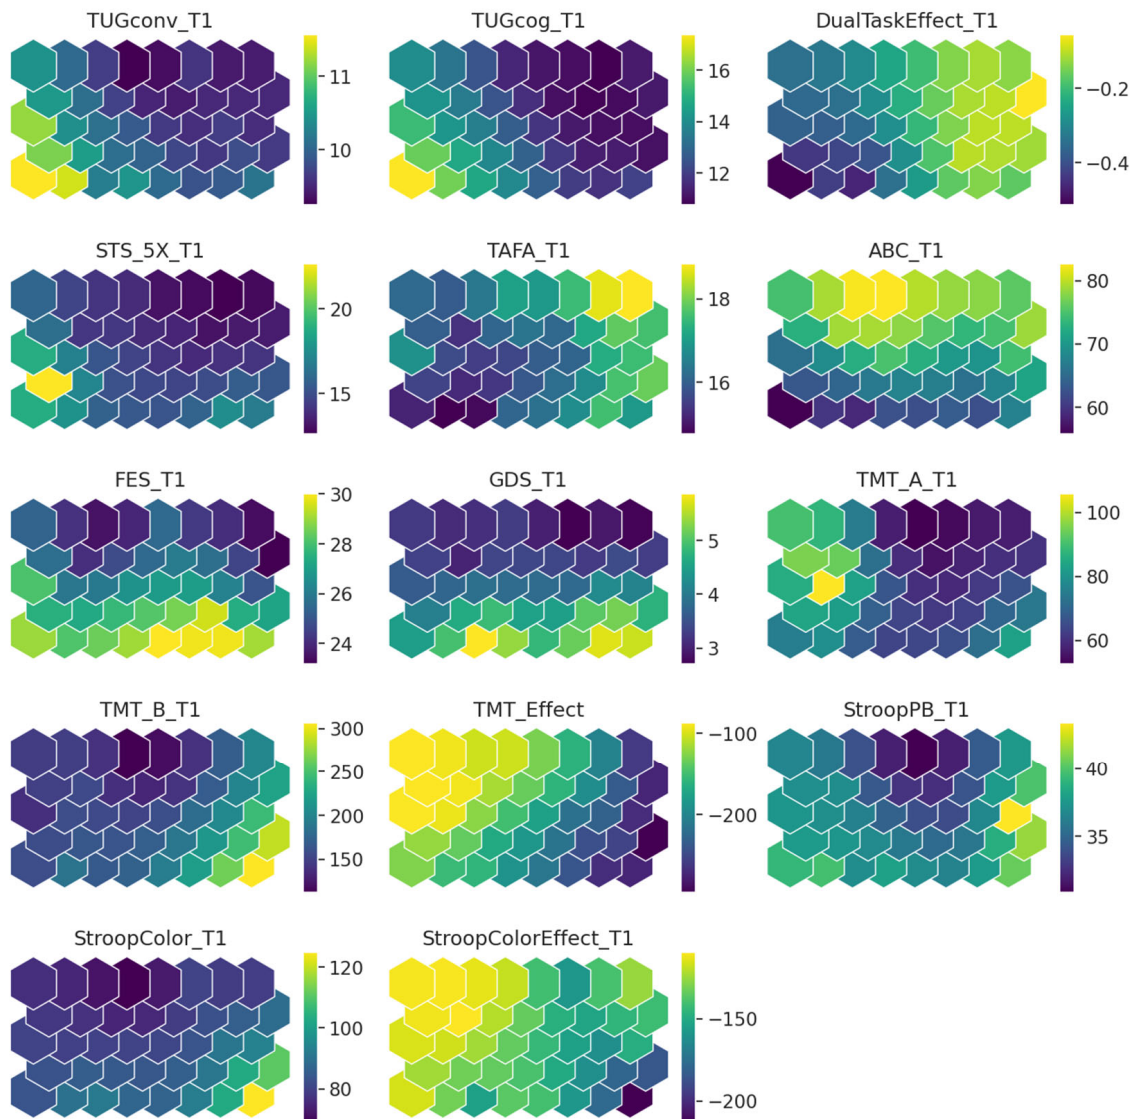 TUGconv_T1
11
10
TUGcog_T1
16
14
12
DualTaskEffect_T1
−0.2
−0.4
STS_5X_T1
20
15
TAFA_T1
18
16
ABC_T1
80
70
60
FES_T1
30
28
26
24
GDS_T1
5
4
3
TMT_A_T1
100
80
60
TMT_B_T1
300
250
200
150
TMT_Effect
−100
−200
StroopPB_T1
40
35
StroopColor_T1
120
100
80
StroopColorEffect_T1
−150
−200